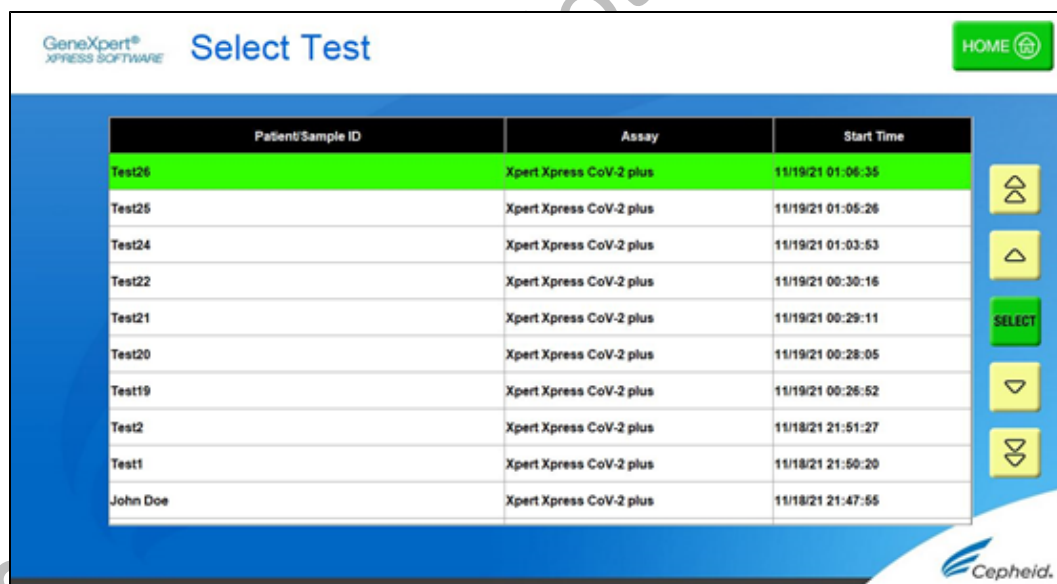 GeneXpert®
XPRESS SOFTWARE
Select Test
HOME
Patient/Sample ID Assay Start Time
Test26 Xpert Xpress CoV-2 plus 11/19/21 01:06:35
Test25 Xpert Xpress CoV-2 plus 11/19/21 01:05:26
Test24 Xpert Xpress CoV-2 plus 11/19/21 01:03:53
Test22 Xpert Xpress CoV-2 plus 11/19/21 00:30:16
Test21 Xpert Xpress CoV-2 plus 11/19/21 00:29:11
SELECT
Test20 Xpert Xpress CoV-2 plus 11/19/21 00:28:05
Test19 Xpert Xpress CoV-2 plus 11/19/21 00:26:52
Test2 Xpert Xpress CoV-2 plus 11/18/21 21:51:27
Test1 Xpert Xpress CoV-2 plus 11/18/21 21:50:20
John Doe Xpert Xpress CoV-2 plus 11/18/21 21:47:55
Cepheid.